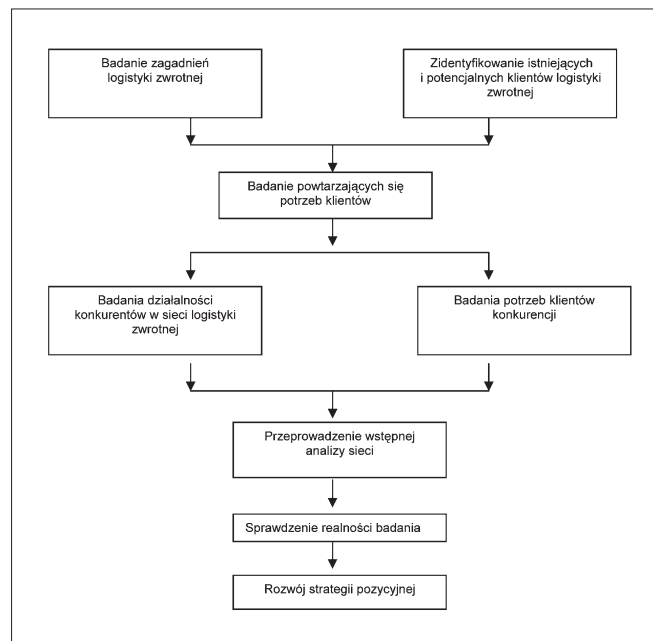 Badanie zagadnień
logistyki zwrotnej
Zidentyfikowanie istniejących
i potencjalnych klientów logistyki
zwrotnej
Badanie powtarzających się
potrzeb klientów
Badania działalności
konkurentów w sieci logistyki
zwrotnej
Badania potrzeb klientów
konkurencji
Przeprowadzenie wstępnej
analizy sieci
Sprawdzenie realności badania
Rozwój strategii pozycyjnej